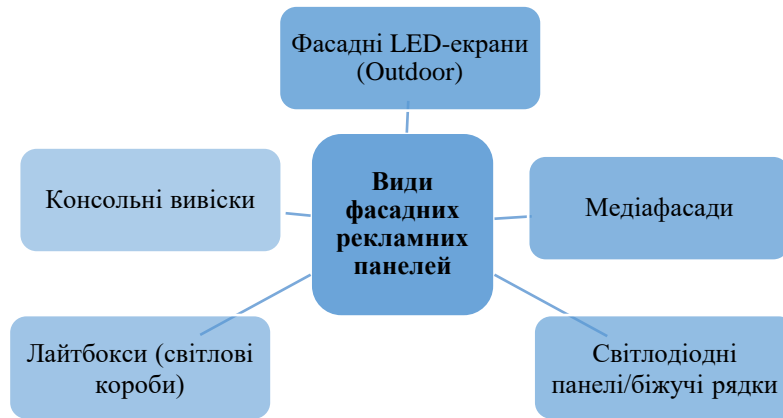 Фасадні LED-екрани
(Outdoor)
Консольні вивіски
Види
фасадних
рекламних
панелей
Медіафасади
Лайтбокси (світлові
короби)
Світлодіодні
панелі/біжучі рядки